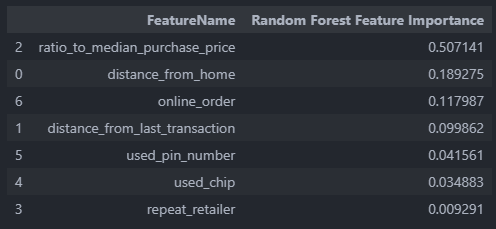 FeatureName Random Forest Feature Importance
2 ratio_to_median_purchase_price 0.507141
0 distance_from_home 0.189275
6 online_order 0.117987
1 distance_from_last_transaction 0.099862
5 used_pin_number 0.041561
4 used_chip 0.034883
3 repeat_retailer 0.009291